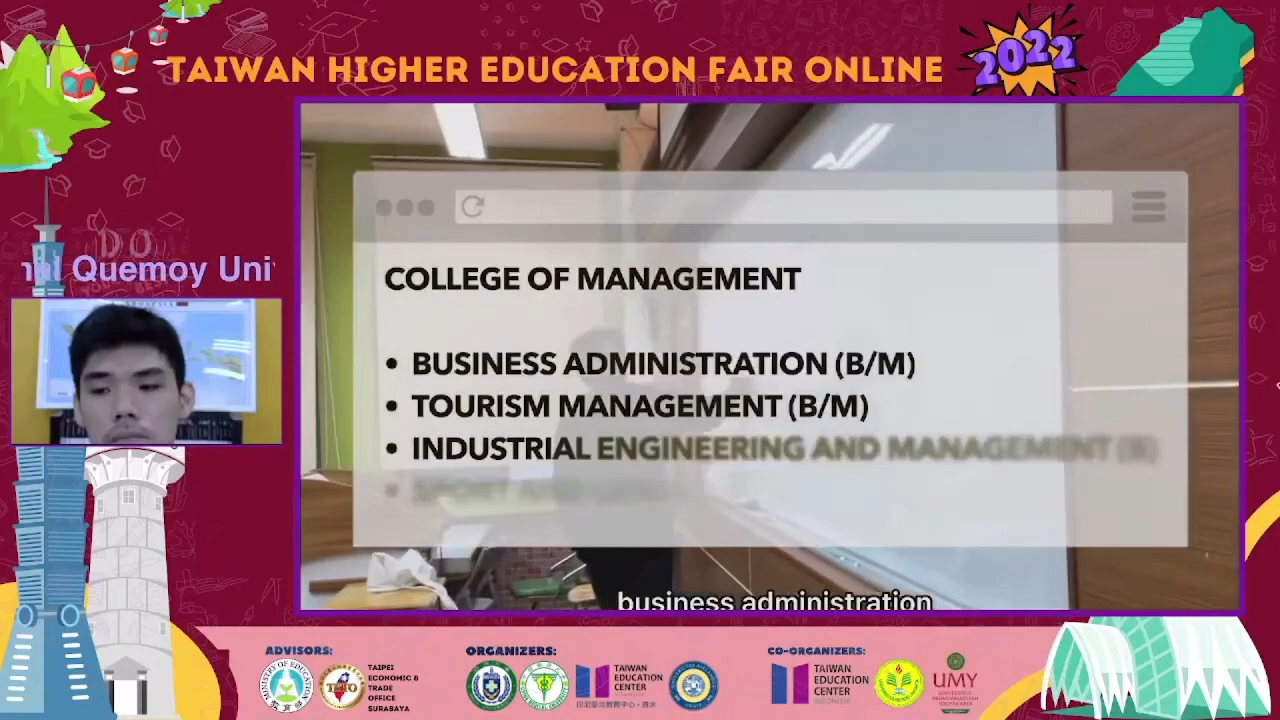 TAIWAN HIGHER EDUCATION FAIR ONLINE
2022
Quemoy Uni
COLLEGE OF MANAGEMENT
• BUSINESS ADMINISTRATION (B/M)
• TOURISM MANAGEMENT (B/M)
• INDUSTRIAL ENGINEERING AND MANAGEMENT (B)
business administration
ADVISORS:
TAIPEI
ECONOMIC &
TRADE
OFFICE
SURABAYA
ORGANIZERS:
TAIWAN
EDUCATION
CENTER
CO-ORGANIZERS:
TAIWAN
EDUCATION
CENTER
INDONESIA
UMY